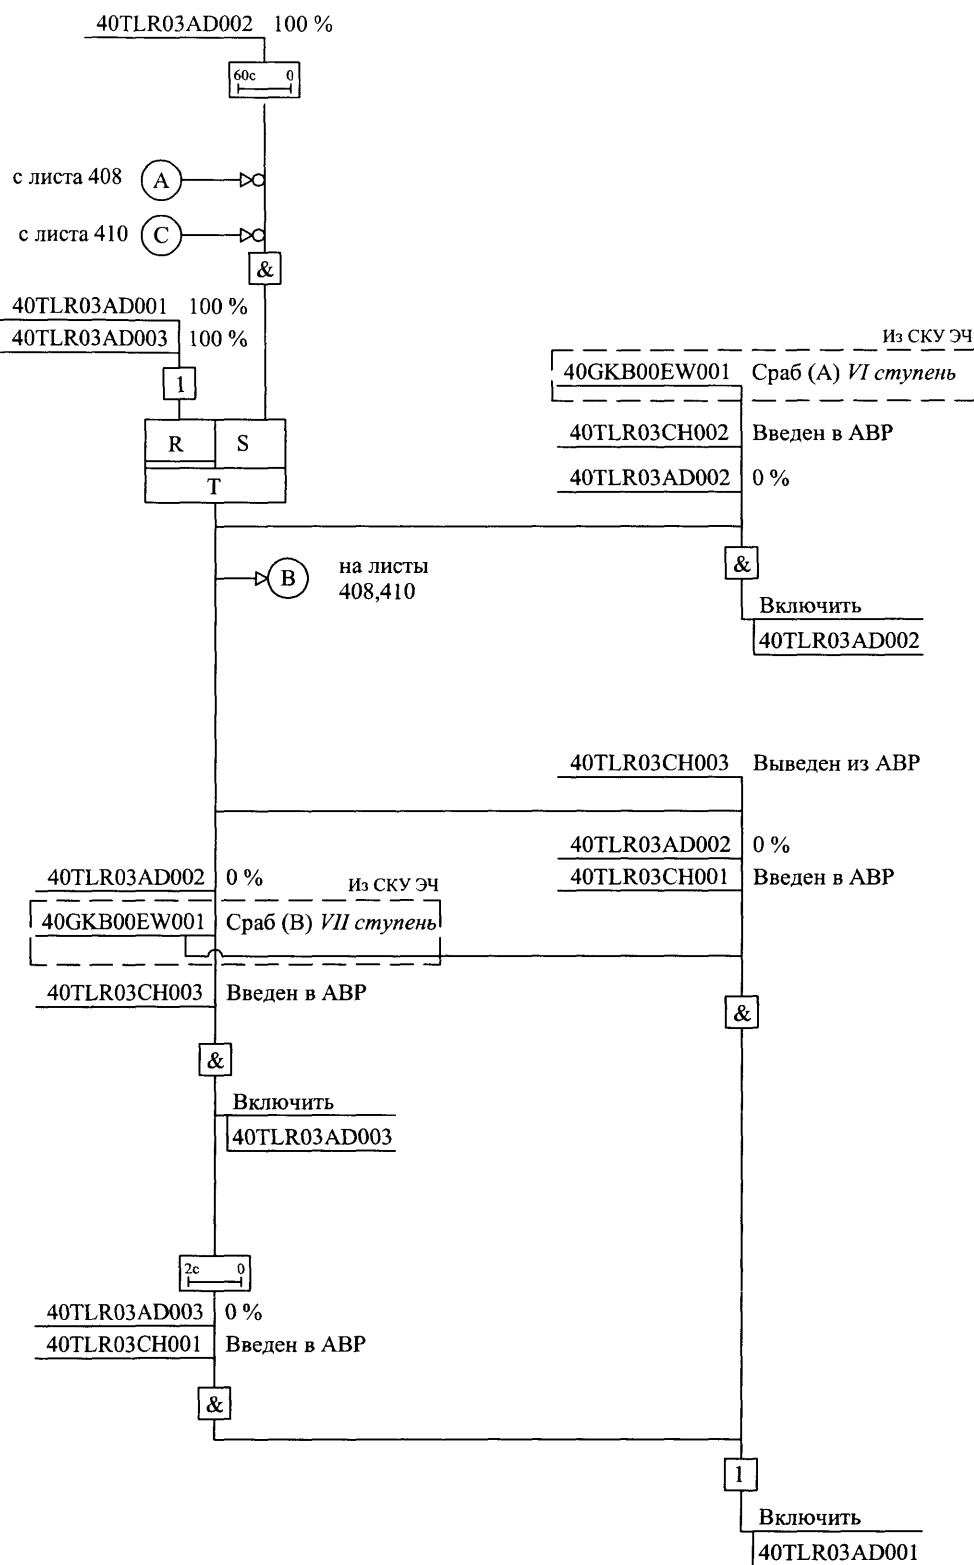 40TLR03AD002 100 %
60с 0
с листа 408 A
с листа 410 C
&
40TLR03AD001 100 %
40TLR03AD003 100 %
1
R S
T
Из СКУ ЭЧ
40GKB00EW001 Сраб (А) VI ступень
40TLR03CH002 Введен в АВР
40TLR03AD002 0 %
&
Включить
40TLR03AD002
B на листы
408,410
40TLR03CH003 Выведен из АВР
40TLR03AD002 0 %
40TLR03CH001 Введен в АВР
&
40TLR03AD002 0 %
Из СКУ ЭЧ
40GKB00EW001 Сраб (В) VII ступень
40TLR03CH003 Введен в АВР
&
Включить
40TLR03AD003
2с 0
40TLR03AD003 0 %
40TLR03CH001 Введен в АВР
&
1
Включить
40TLR03AD001